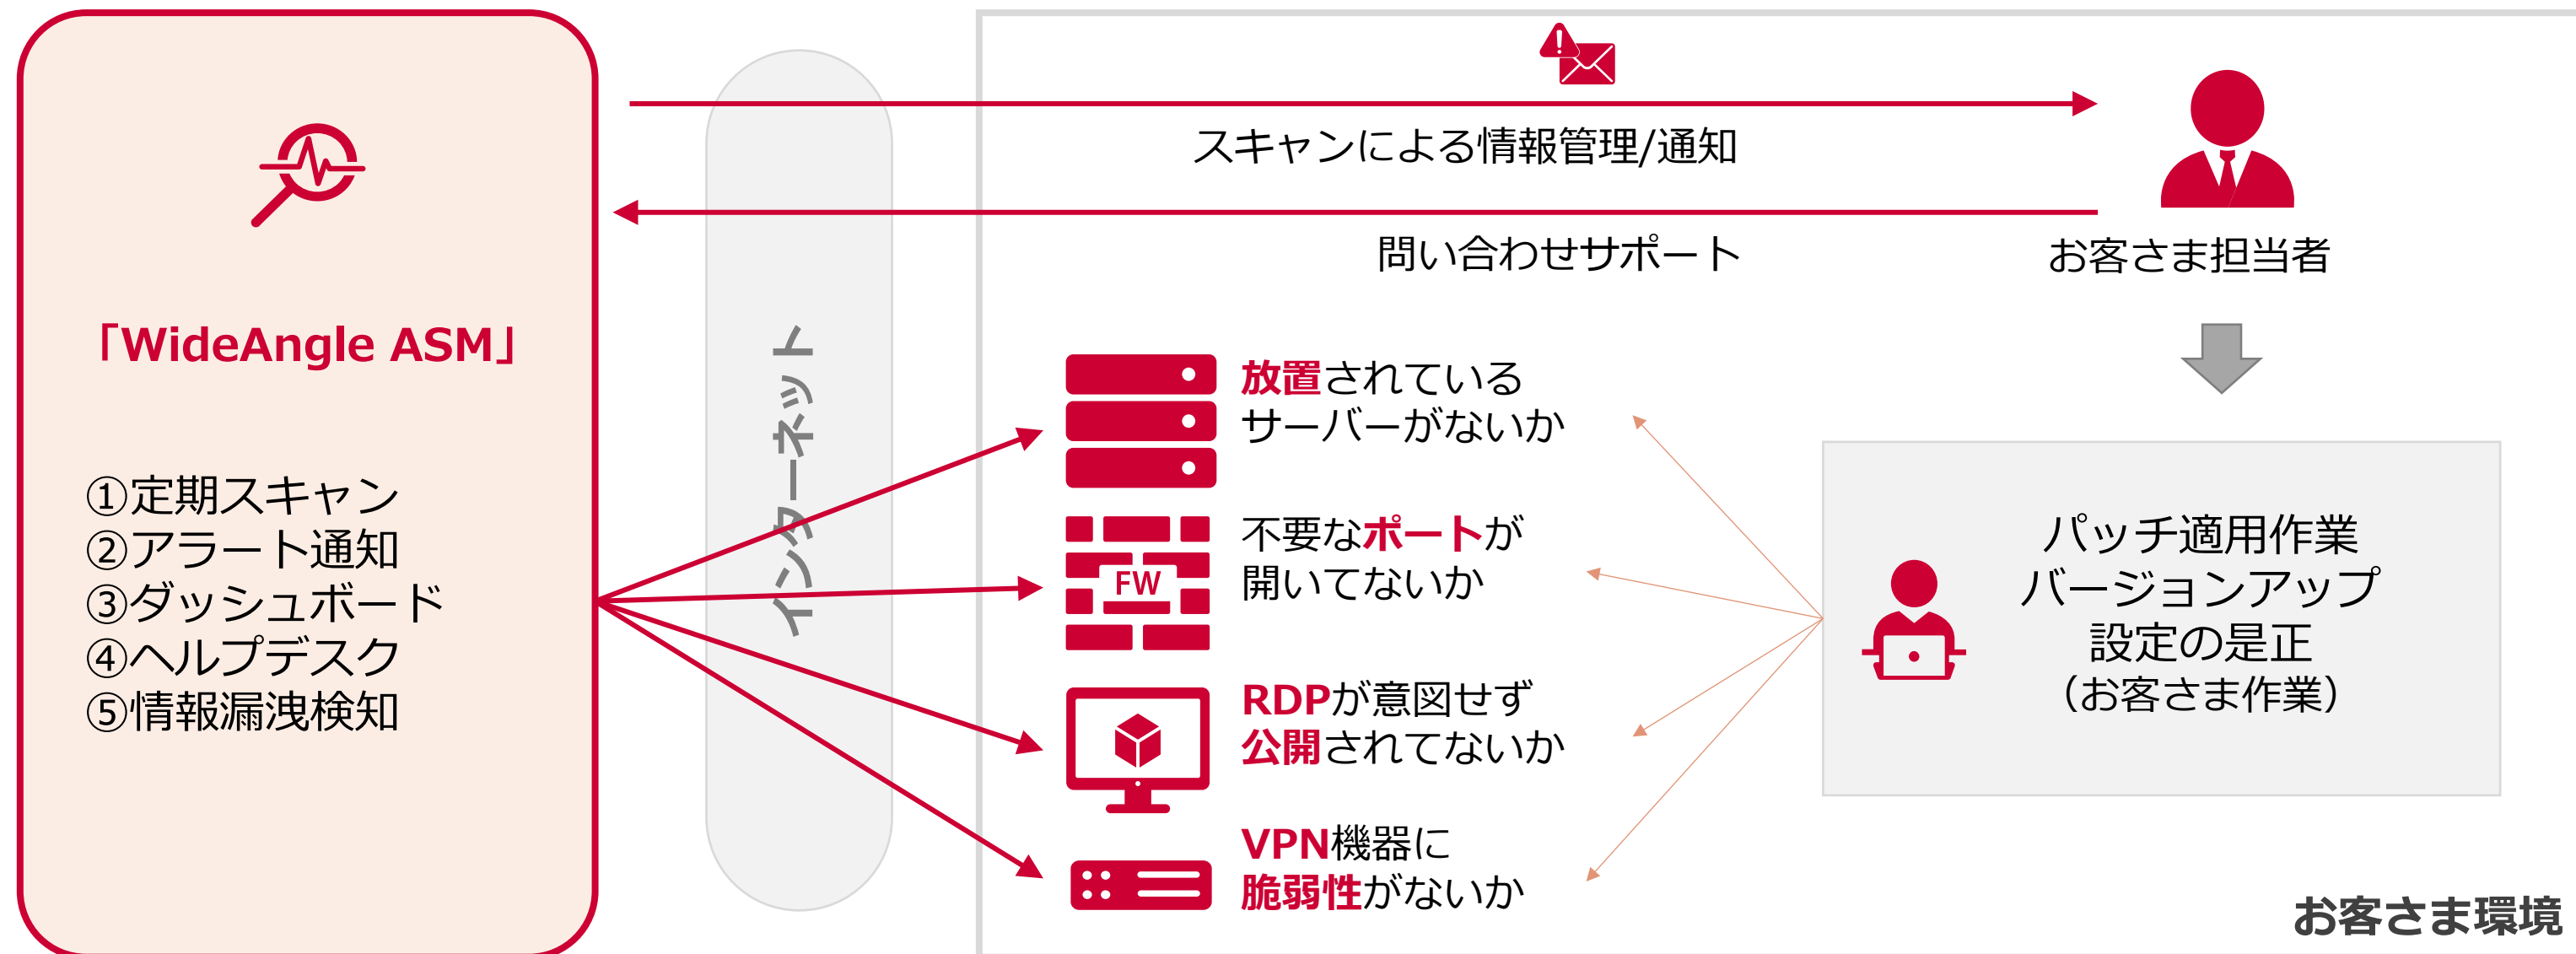 「WideAngle ASM」
①定期スキャン
②アラート通知
③ダッシュボード
④ヘルプデスク
⑤情報漏洩検知
インターネット
スキャンによる情報管理/通知
問い合わせサポート
お客さま担当者
放置されている
サーバーがないか
FW
不要なポートが
開いてないか
RDPが意図せず
公開されてないか
VPN機器に
脆弱性がないか
パッチ適用作業
バージョンアップ
設定の是正
（お客さま作業）
お客さま環境